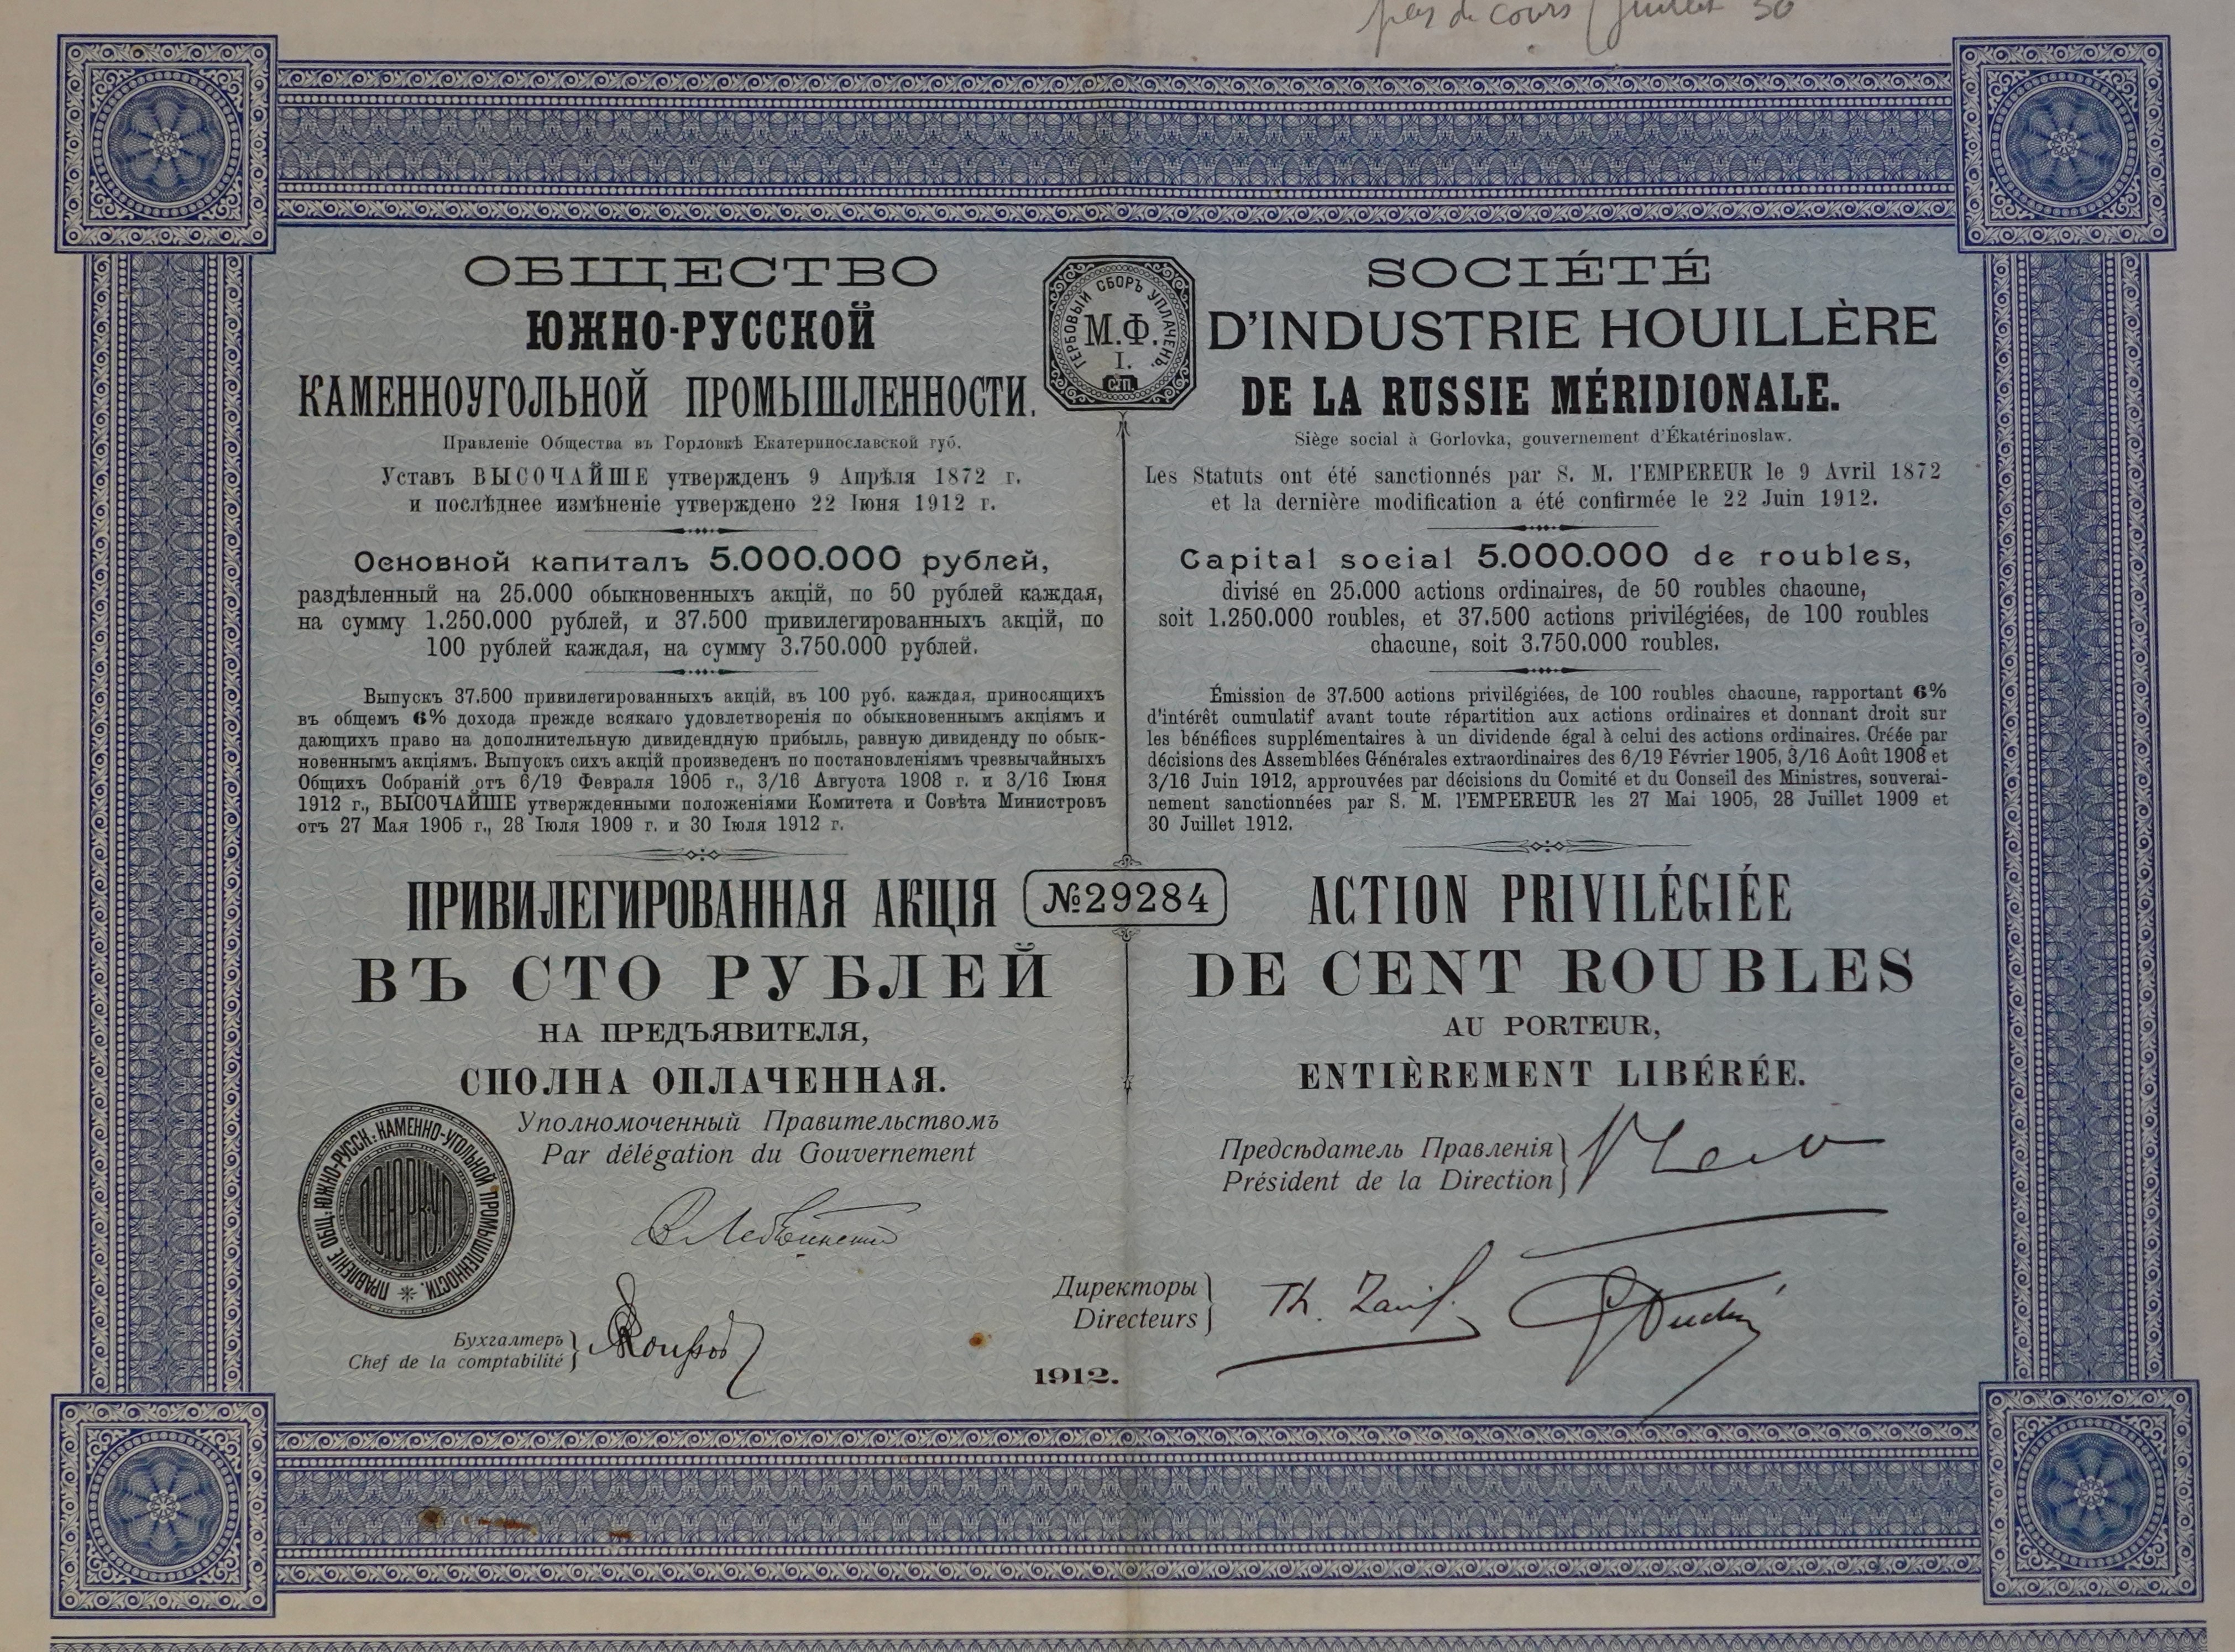 pas de cours juillet 30
ОБЩЕСТВО
ЮЖНО-РУССКОЙ
КАМЕННОУГОЛЬНОЙ ПРОМЫШЛЕННОСТИ.
Правленіе Общества въ Горловкѣ Екатеринославской губ.
Уставъ ВЫСОЧАЙШЕ утвержденъ 9 Апрѣля 1872 г.
и послѣднее измѣненіе утверждено 22 Іюня 1912 г.
Основной капиталъ 5.000.000 рублей,
раздѣленный на 25.000 обыкновенныхъ акцій, по 50 рублей каждая,
на сумму 1.250.000 рублей, и 37.500 привилегированныхъ акцій, по
100 рублей каждая, на сумму 3.750.000 рублей.
Выпускъ 37.500 привилегированныхъ акцій, въ 100 руб. каждая, приносящихъ
въ общемъ 6% дохода прежде всякаго удовлетворенія по обыкновеннымъ акціямъ и
дающихъ право на дополнительную дивидендную прибыль, равную дивиденду по обык-
новеннымъ акціямъ. Выпускъ сихъ акцій произведенъ по постановленіямъ чрезвычайныхъ
Общихъ Собраній отъ 6/19 Февраля 1905 г., 3/16 Августа 1908 г. и 3/16 Іюня
1912 г., ВЫСОЧАЙШЕ утвержденными положеніями Комитета и Совѣта Министровъ
отъ 27 Мая 1905 г., 28 Іюля 1909 г. и 30 Іюля 1912 г.
ПРИВИЛЕГИРОВАННАЯ АКЦІЯ
ВЪ СТО РУБЛЕЙ
НА ПРЕДЪЯВИТЕЛЯ,
СПОЛНА ОПЛАЧЕННАЯ.
ГЕРБОВЫЙ СБОРЪ УПЛАЧЕНЪ.
М.Ф.
I.
С.П.
№29284
SOCIÉTÉ
D'INDUSTRIE HOUILLÈRE
DE LA RUSSIE MÉRIDIONALE.
Siège social à Gorlovka, gouvernement d'Ékatérinoslaw.
Les Statuts ont été sanctionnés par S. M. l'EMPEREUR le 9 Avril 1872
et la dernière modification a été confirmée le 22 Juin 1912.
Capital social 5.000.000 de roubles,
divisé en 25.000 actions ordinaires, de 50 roubles chacune,
soit 1.250.000 roubles, et 37.500 actions privilégiées, de 100 roubles
chacune, soit 3.750.000 roubles.
Émission de 37.500 actions privilégiées, de 100 roubles chacune, rapportant 6%
d'intérêt cumulatif avant toute répartition aux actions ordinaires et donnant droit sur
les bénéfices supplémentaires à un dividende égal à celui des actions ordinaires. Créée par
décisions des Assemblées Générales extraordinaires des 6/19 Février 1905, 3/16 Août 1908 et
3/16 Juin 1912, approuvées par décisions du Comité et du Conseil des Ministres, souverai-
nement sanctionnées par S. M. l'EMPEREUR les 27 Mai 1905, 28 Juillet 1909 et
30 Juillet 1912.
ACTION PRIVILÉGIÉE
DE CENT ROUBLES
AU PORTEUR,
ENTIÈREMENT LIBÉRÉE.
ПРАВЛЕНІЕ ОБЩ: ЮЖНО-РУССК: КАМЕННО-УГОЛЬНОЙ ПРОМЫШЛЕННОСТИ.
Уполномоченный Правительствомъ
Par délégation du Gouvernement
Предсѣдатель Правленія
Président de la Direction
Директоры
Directeurs
Th.
Бухгалтеръ
Chef de la comptabilité
1912.